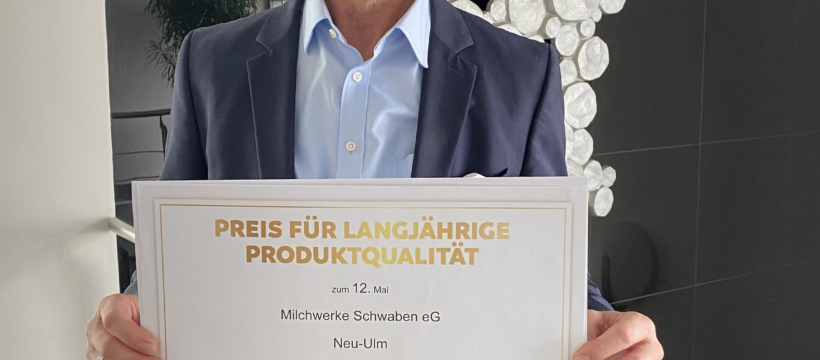 PREIS FÜR LANGJÄHRIGE
PRODUKTQUALITÄT
zum 12. Mal
Milchwerke Schwaben eG
Neu-Ulm